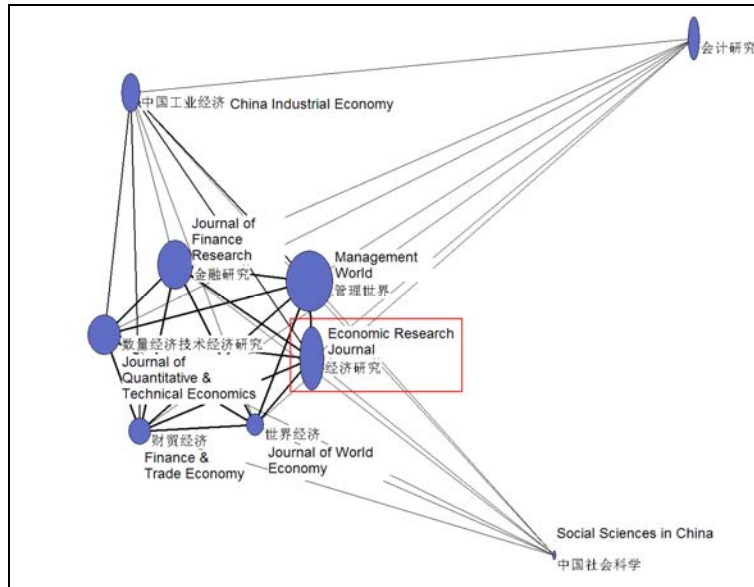 会计研究
中国工业经济 China Industrial Economy
Journal of
Finance
Research
金融研究
Management
World
管理世界
Economic Research
Journal
经济研究
数量经济技术经济研究
Journal of
Quantitative &
Technical Economics
财贸经济
Finance &
Trade Economy
世界经济
Journal of World
Economy
Social Sciences in China
中国社会科学